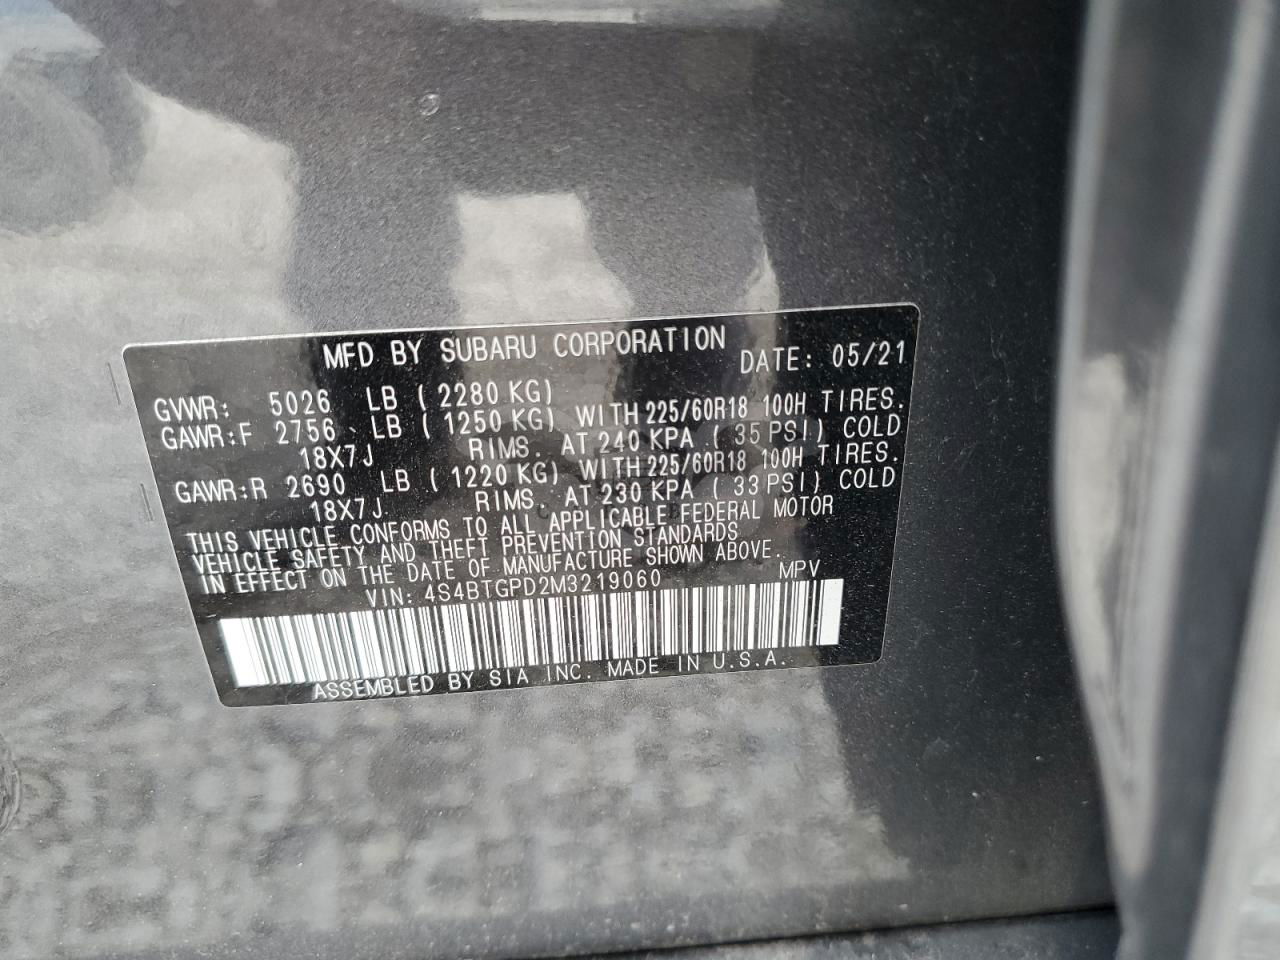 MFD BY SUBARU CORPORATION DATE: 05/21
GVWR: 5026 LB ( 2280 KG)
GAWR:F 2756 LB ( 1250 KG) WITH 225/60R18 100H TIRES.
18X7J RIMS. AT 240 KPA ( 35 PSI) COLD
GAWR:R 2690 LB ( 1220 KG) WITH 225/60R18 100H TIRES.
18X7J RIMS. AT 230 KPA ( 33 PSI) COLD
THIS VEHICLE CONFORMS TO ALL APPLICABLE FEDERAL MOTOR
VEHICLE SAFETY AND THEFT PREVENTION STANDARDS
IN EFFECT ON THE DATE OF MANUFACTURE SHOWN ABOVE.
VIN: 4S4BTGPD2M3219060 MPV
ASSEMBLED BY SIA INC. MADE IN U.S.A.